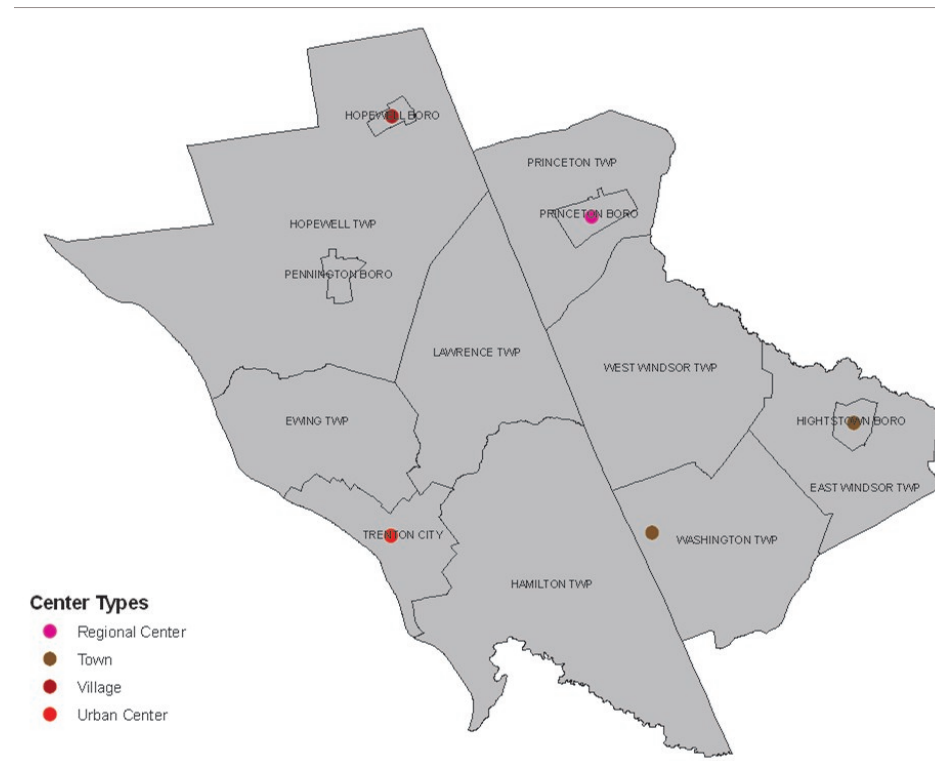 HOPEWELL BORO
PRINCETON TWP
PRINCETON BORO
HOPEWELL TWP
PENNINGTON BORO
LAWRENCE TWP
WEST WINDSOR TWP
EWING TWP
HIGHTSTOWN BORO
EAST WINDSOR TWP
TRENTON CITY
WASHINGTON TWP
HAMILTON TWP
Center Types
Regional Center
Town
Village
Urban Center